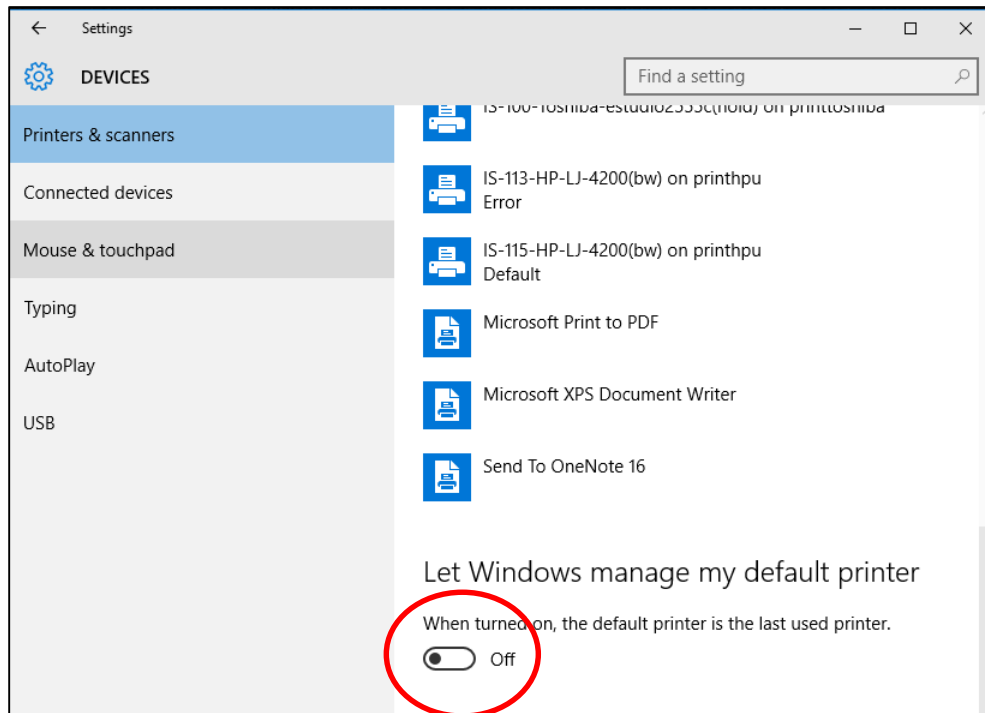 Settings
DEVICES
Find a setting
Printers & scanners
Connected devices
Mouse & touchpad
Typing
AutoPlay
USB
on printtoshiba
IS-113-HP-LJ-4200(bw) on printhpu
Error
IS-115-HP-LJ-4200(bw) on printhpu
Default
Microsoft Print to PDF
Microsoft XPS Document Writer
Send To OneNote 16
Let Windows manage my default printer
When turned on, the default printer is the last used printer.
Off